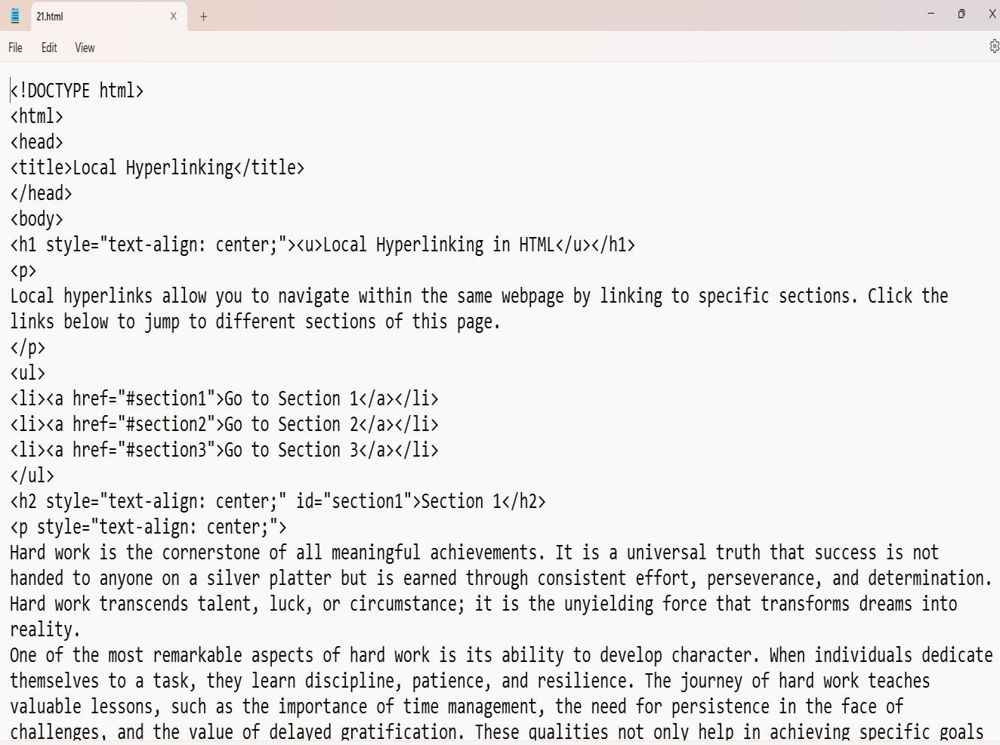 21.html
File Edit View
<!DOCTYPE html>
<html>
<head>
<title>Local Hyperlinking</title>
</head>
<body>
<h1 style="text-align: center;"><u>Local Hyperlinking in HTML</u></h1>
<p>
Local hyperlinks allow you to navigate within the same webpage by linking to specific sections. Click the
links below to jump to different sections of this page.
</p>
<ul>
<li><a href="#section1">Go to Section 1</a></li>
<li><a href="#section2">Go to Section 2</a></li>
<li><a href="#section3">Go to Section 3</a></li>
</ul>
<h2 style="text-align: center;" id="section1">Section 1</h2>
<p style="text-align: center;">
Hard work is the cornerstone of all meaningful achievements. It is a universal truth that success is not
handed to anyone on a silver platter but is earned through consistent effort, perseverance, and determination.
Hard work transcends talent, luck, or circumstance; it is the unyielding force that transforms dreams into
reality.
One of the most remarkable aspects of hard work is its ability to develop character. When individuals dedicate
themselves to a task, they learn discipline, patience, and resilience. The journey of hard work teaches
valuable lessons, such as the importance of time management, the need for persistence in the face of
challenges, and the value of delayed gratification. These qualities not only help in achieving specific goals